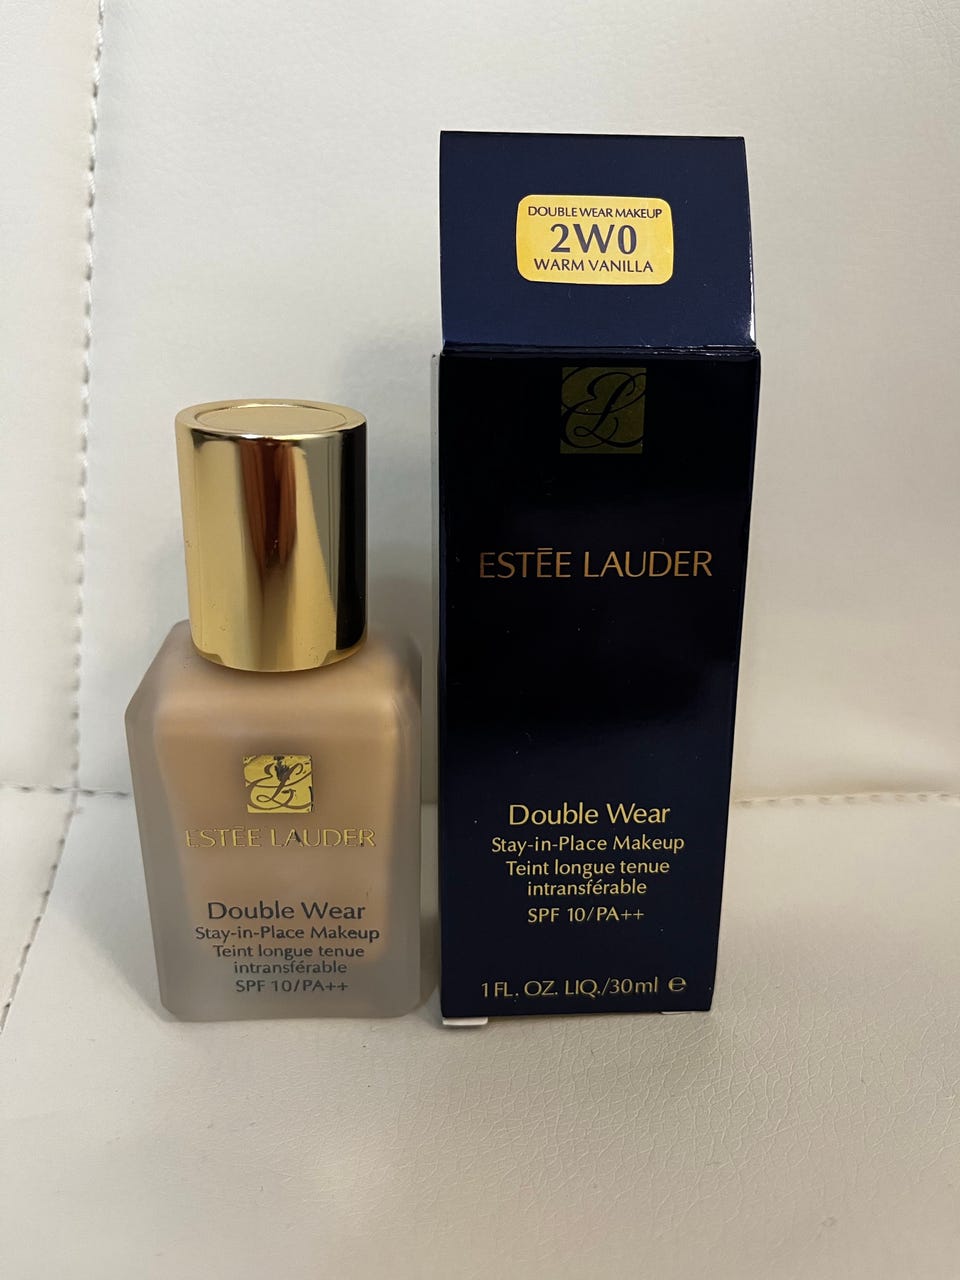 DOUBLE WEAR MAKEUP
2W0
WARM VANILLA
EL
ESTĒE LAUDER
Double Wear
Stay-in-Place Makeup
Teint longue tenue
intransférable
SPF 10/PA++
1 FL. OZ. LIQ./30ml ℮
EL
ESTĒE LAUDER
Double Wear
Stay-in-Place Makeup
Teint longue tenue
intransférable
SPF 10/PA++